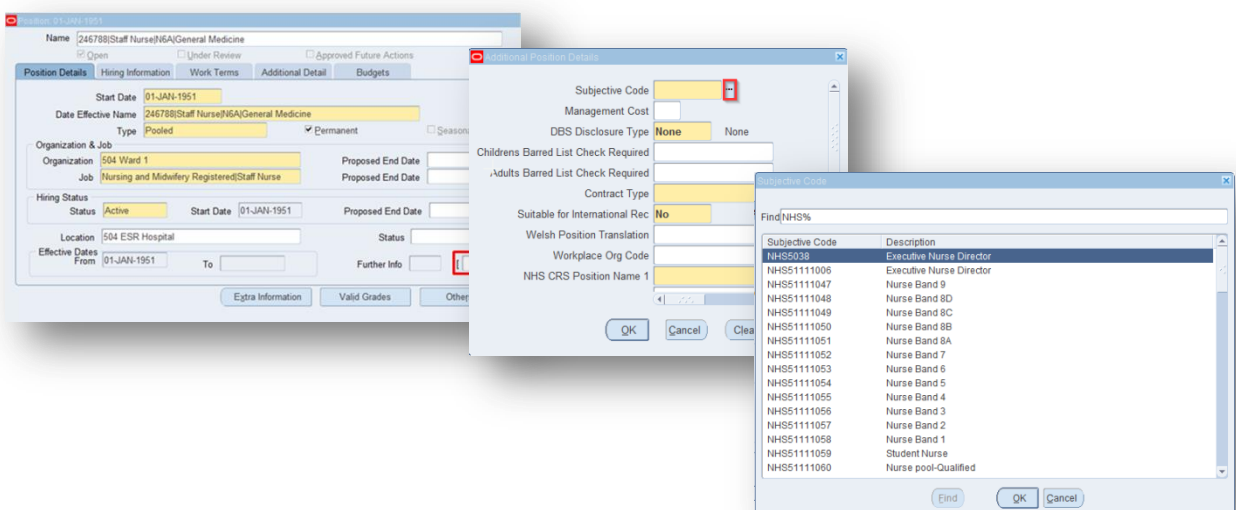 Position: 01-JAN-1951
Name 246788|Staff Nurse|N6A|General Medicine
Open Under Review Approved Future Actions
Position Details Hiring Information Work Terms Additional Detail Budgets
Start Date 01-JAN-1951
Date Effective Name 246788|Staff Nurse|N6A|General Medicine
Type Pooled Permanent
Organization & Job
Organization 504 Ward 1 Proposed End Date
Job Nursing and Midwifery Registered|Staff Nurse Proposed End Date
Hiring Status
Status Active Start Date 01-JAN-1951 Proposed End Date
Location 504 ESR Hospital Status
Effective Dates
From 01-JAN-1951 To Further Info [
Extra Information Valid Grades
Additional Position Details
Subjective Code
Management Cost
DBS Disclosure Type None None
Childrens Barred List Check Required
Adults Barred List Check Required
Contract Type
Suitable for International Rec No
Welsh Position Translation
Workplace Org Code
NHS CRS Position Name 1
OK Cancel
Subjective Code
Find NHS%
Subjective Code Description
NHS5038 Executive Nurse Director
NHS51111006 Executive Nurse Director
NHS51111047 Nurse Band 9
NHS51111048 Nurse Band 8D
NHS51111049 Nurse Band 8C
NHS51111050 Nurse Band 8B
NHS51111051 Nurse Band 8A
NHS51111052 Nurse Band 7
NHS51111053 Nurse Band 6
NHS51111054 Nurse Band 5
NHS51111055 Nurse Band 4
NHS51111056 Nurse Band 3
NHS51111057 Nurse Band 2
NHS51111058 Nurse Band 1
NHS51111059 Student Nurse
NHS51111060 Nurse pool-Qualified
Find OK Cancel